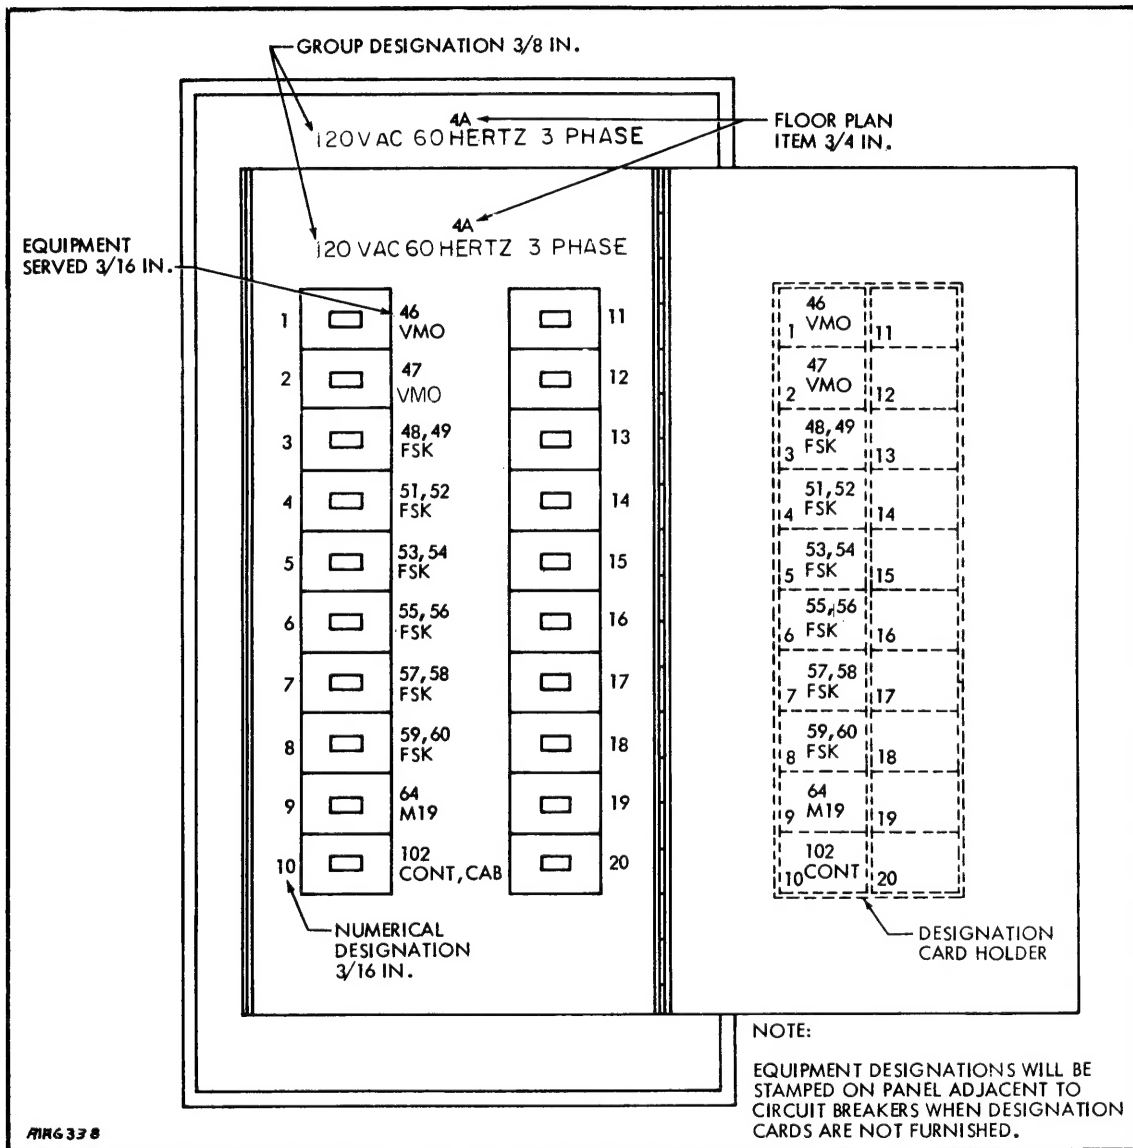 GROUP DESIGNATION 3/8 IN.
4A
120 VAC 60 HERTZ 3 PHASE
FLOOR PLAN
ITEM 3/4 IN.
4A
120 VAC 60 HERTZ 3 PHASE
EQUIPMENT
SERVED 3/16 IN.
1 46 11
VMO
2 47 12
VMO
3 48,49 13
FSK
4 51,52 14
FSK
5 53,54 15
FSK
6 55,56 16
FSK
7 57,58 17
FSK
8 59,60 18
FSK
9 64 19
M19
10 102 20
CONT, CAB
NUMERICAL
DESIGNATION
3/16 IN.
46
1 VMO 11
47
2 VMO 12
48,49
3 FSK 13
51,52
4 FSK 14
53,54
5 FSK 15
55,56
6 FSK 16
57,58
7 FSK 17
59,60
8 FSK 18
64
9 M19 19
102
10 CONT 20
DESIGNATION
CARD HOLDER
NOTE:
EQUIPMENT DESIGNATIONS WILL BE
STAMPED ON PANEL ADJACENT TO
CIRCUIT BREAKERS WHEN DESIGNATION
CARDS ARE NOT FURNISHED.